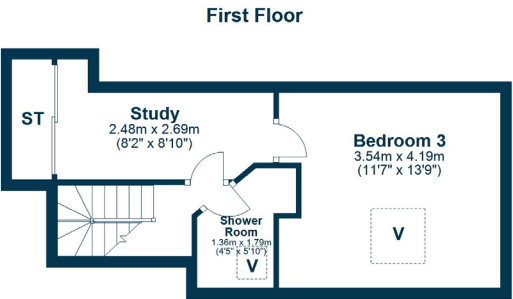 First Floor
ST
Study
2.48m x 2.69m
(8'2" x 8'10")
Bedroom 3
3.54m x 4.19m
(11'7" x 13'9")
Shower
Room
1.36m x 1.79m
(4'5" x 5'10")
V
V